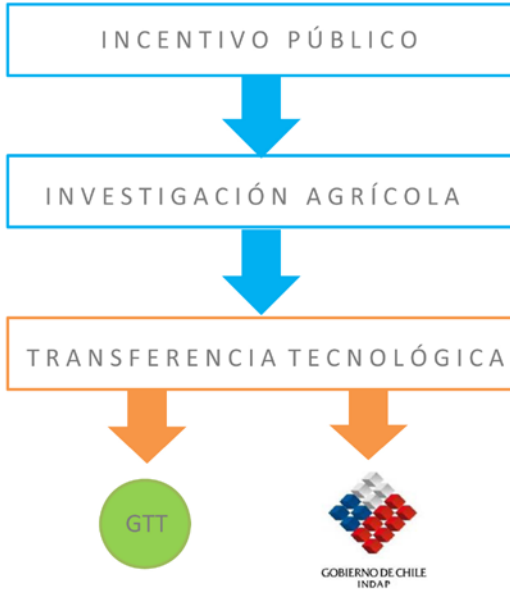 INCENTIVO PÚBLICO
INVESTIGACIÓN AGRÍCOLA
TRANSFERENCIA TECNOLÓGICA
GTT
GOBIERNO DE CHILE
INDAP